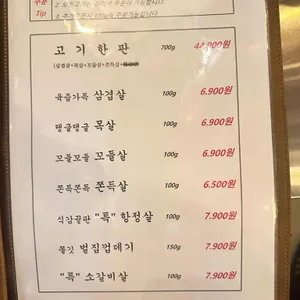 주문
Tip
고기한판 700g 44,900원
육즙가득 삼겹살 100g 6.900원
탱글탱글 목살 100g 6.900원
꼬들꼬들 꼬들살 100g 6.900원
쫀득쫀득 쫀득살 100g 6.500원
식감끝판 "특" 항정살 100g 7.900원
쫄깃 벌집껍데기 150g 7.900원
"특" 소갈비살 100g 7.900원